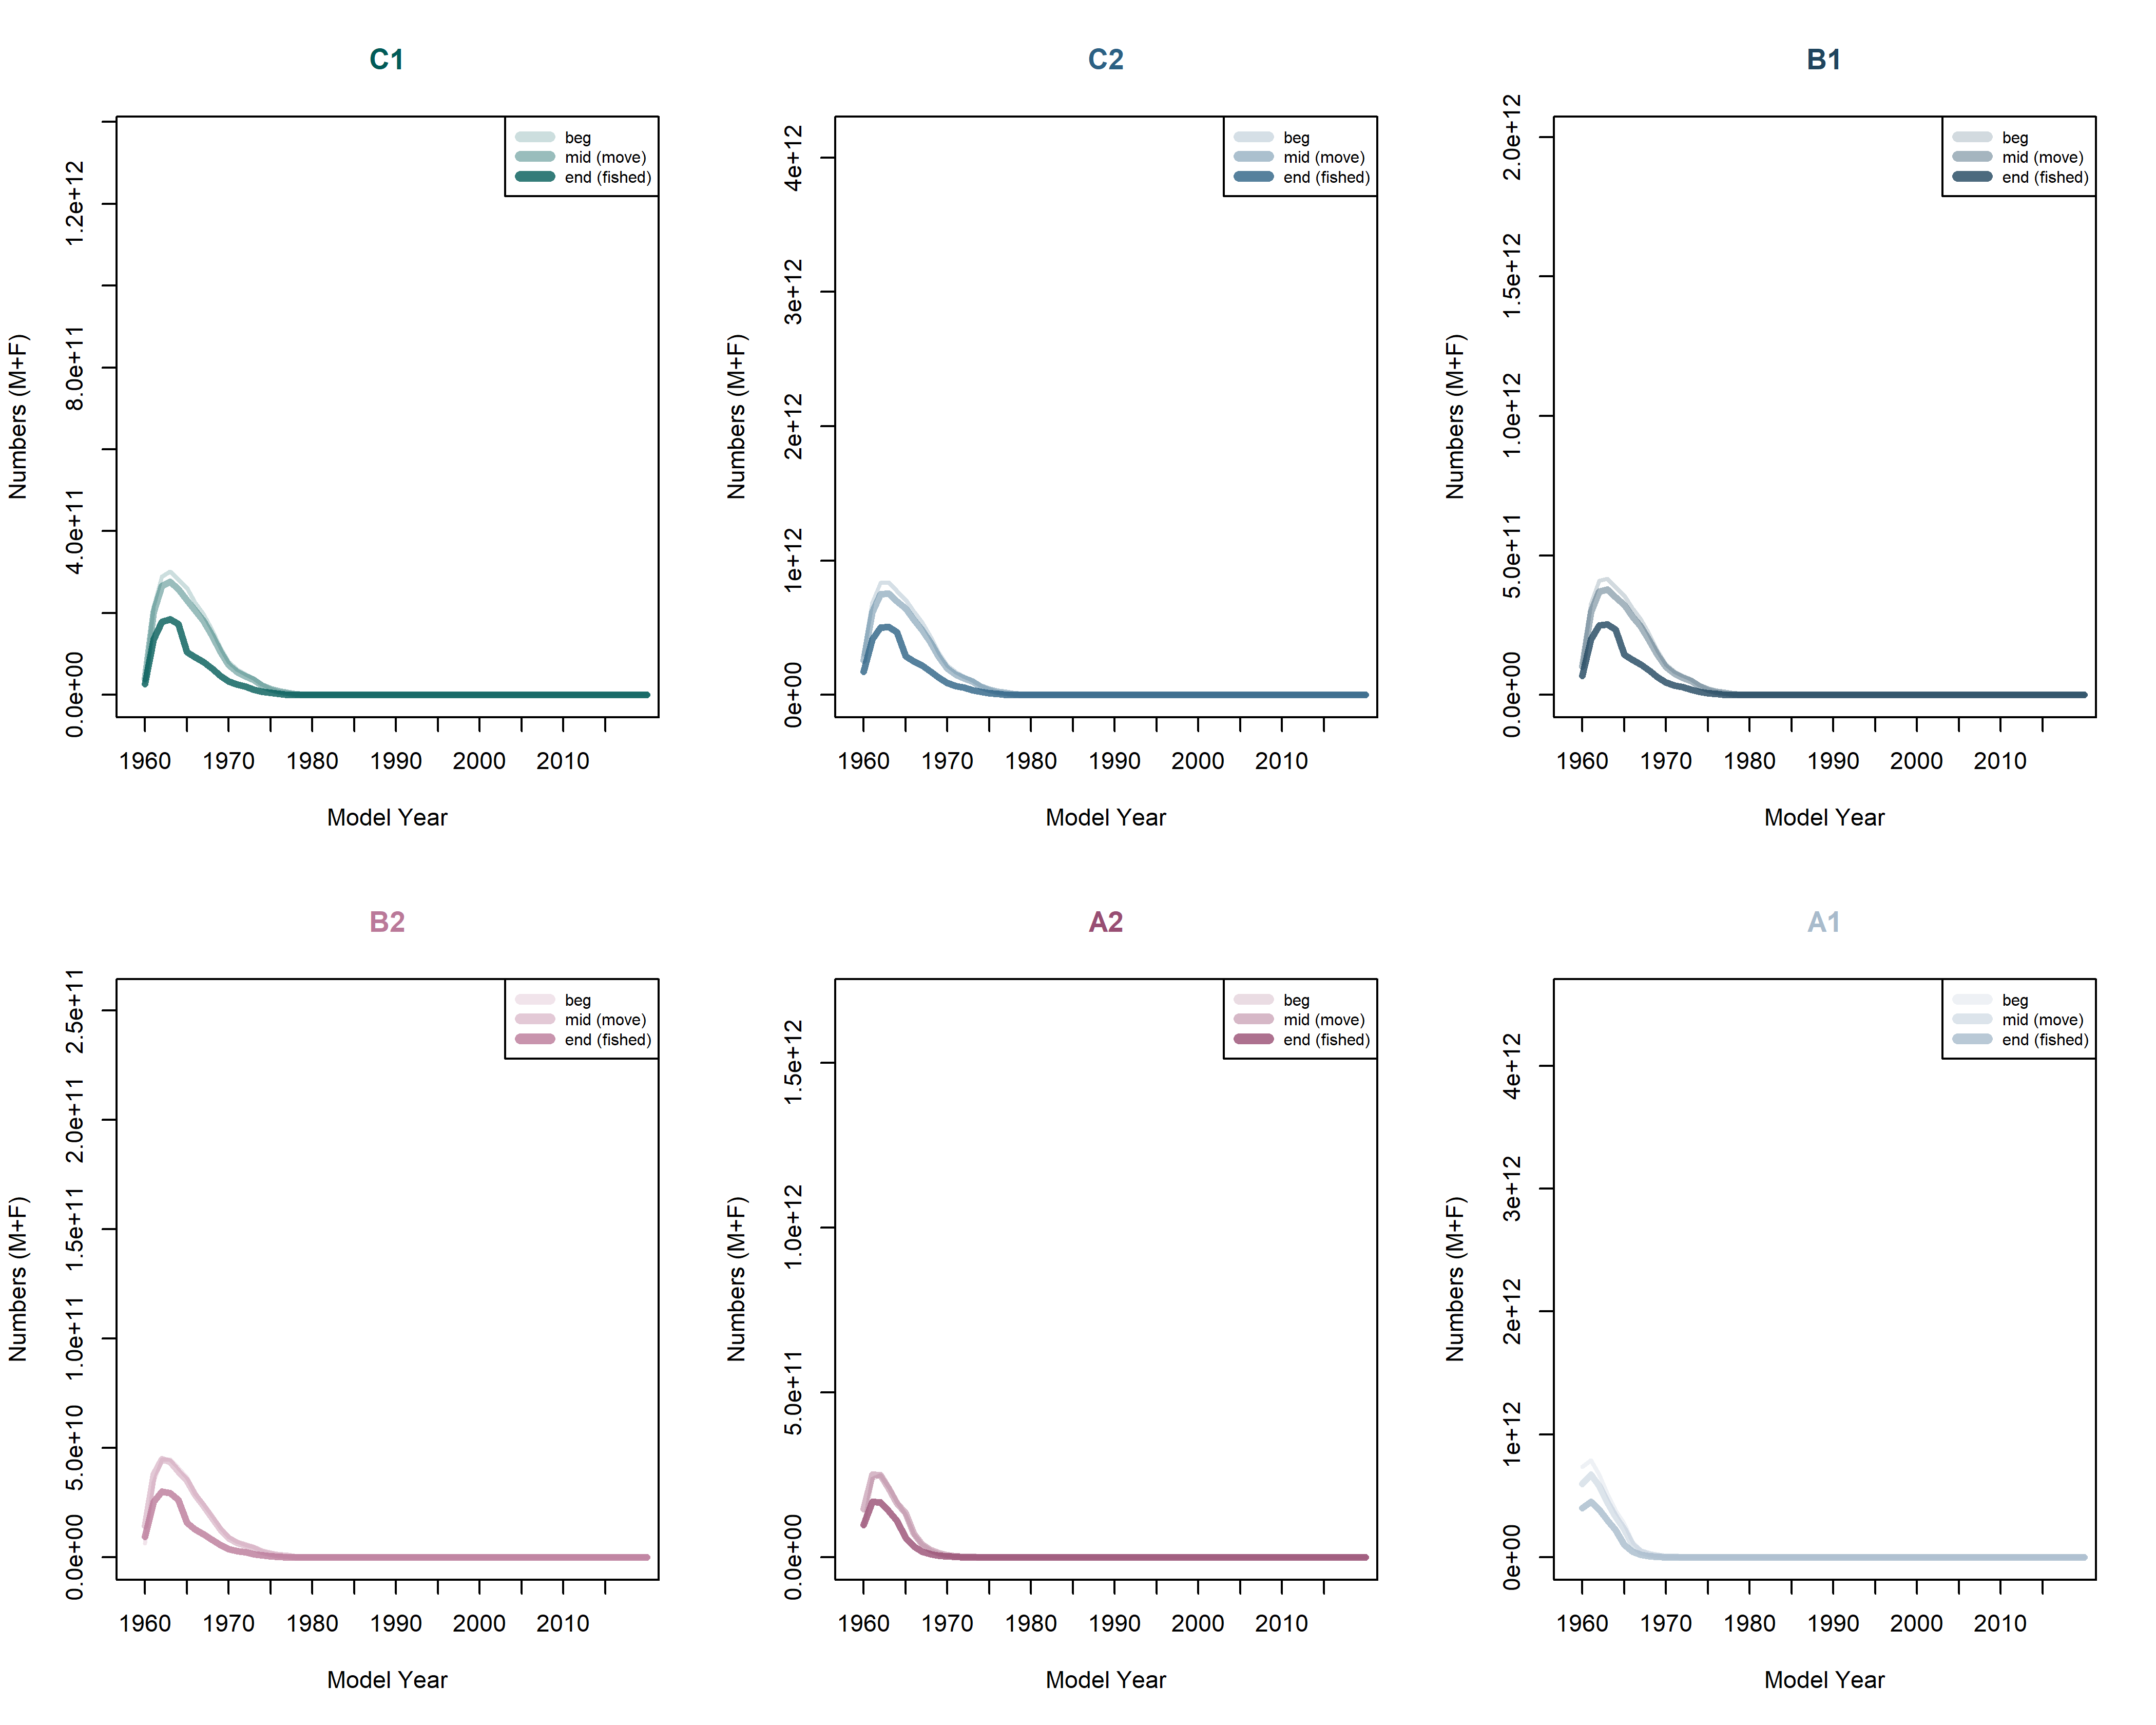 C1
beg
mid (move)
end (fished)
Numbers (M+F)
0.0e+00
4.0e+11
8.0e+11
1.2e+12
1960 1970 1980 1990 2000 2010
Model Year
C2
beg
mid (move)
end (fished)
Numbers (M+F)
0e+00
1e+12
2e+12
3e+12
4e+12
1960 1970 1980 1990 2000 2010
Model Year
B1
beg
mid (move)
end (fished)
Numbers (M+F)
0.0e+00
5.0e+11
1.0e+12
1.5e+12
2.0e+12
1960 1970 1980 1990 2000 2010
Model Year
B2
beg
mid (move)
end (fished)
Numbers (M+F)
0.0e+00
5.0e+10
1.0e+11
1.5e+11
2.0e+11
2.5e+11
1960 1970 1980 1990 2000 2010
Model Year
A2
beg
mid (move)
end (fished)
Numbers (M+F)
0.0e+00
5.0e+11
1.0e+12
1.5e+12
1960 1970 1980 1990 2000 2010
Model Year
A1
beg
mid (move)
end (fished)
Numbers (M+F)
0e+00
1e+12
2e+12
3e+12
4e+12
1960 1970 1980 1990 2000 2010
Model Year